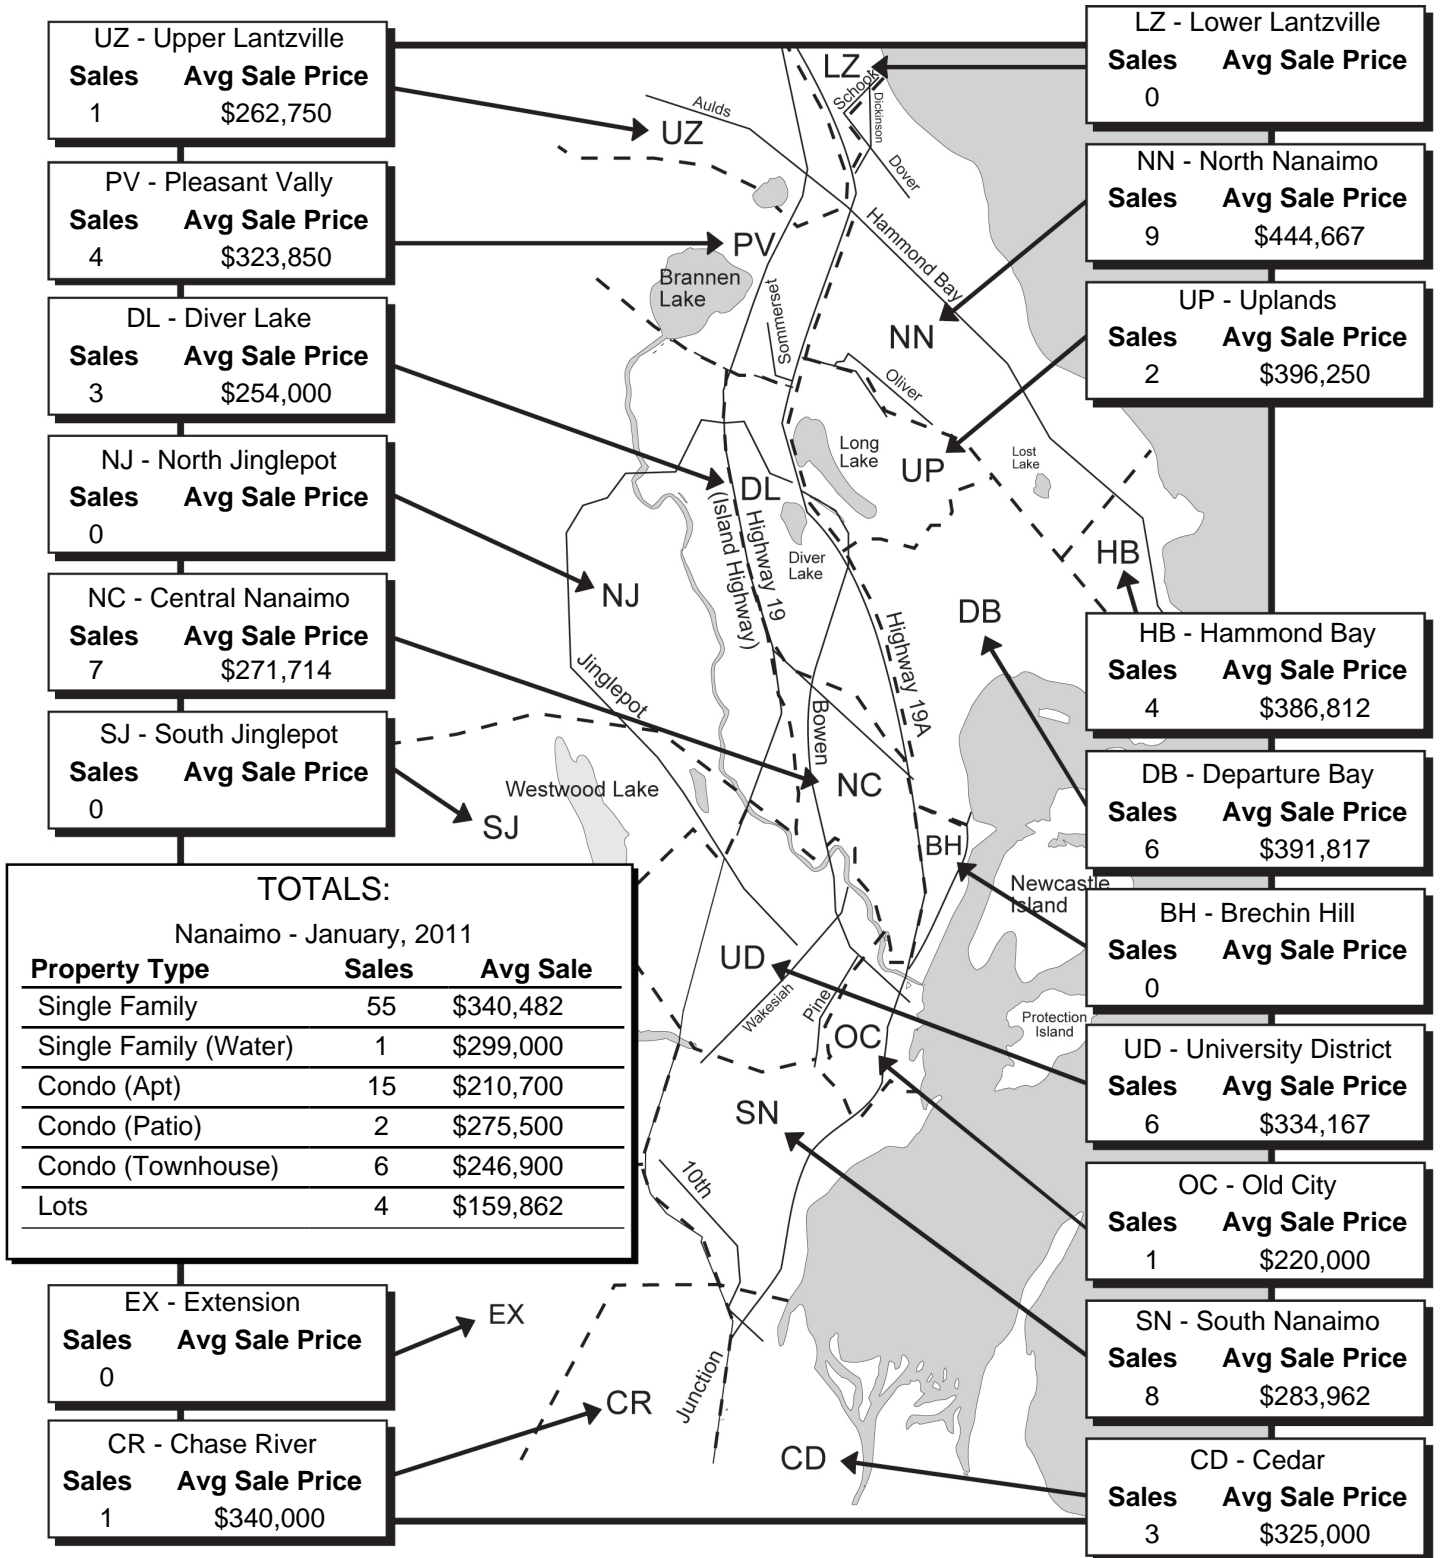 UZ - Upper Lantzville
Sales Avg Sale Price
1 $262,750
PV - Pleasant Vally
Sales Avg Sale Price
4 $323,850
DL - Diver Lake
Sales Avg Sale Price
3 $254,000
NJ - North Jinglepot
Sales Avg Sale Price
0
NC - Central Nanaimo
Sales Avg Sale Price
7 $271,714
SJ - South Jinglepot
Sales Avg Sale Price
0
TOTALS:
Nanaimo - January, 2011
Property Type Sales Avg Sale
Single Family 55 $340,482
Single Family (Water) 1 $299,000
Condo (Apt) 15 $210,700
Condo (Patio) 2 $275,500
Condo (Townhouse) 6 $246,900
Lots 4 $159,862
EX - Extension
Sales Avg Sale Price
0
CR - Chase River
Sales Avg Sale Price
1 $340,000
LZ
School
Dickinson
Dover
Aulds
UZ
Hammond Bay
PV
Brannen
Lake
Sommerset
NN
Oliver
Long
Lake
UP
Lost
Lake
DL
Highway 19
(Island Highway)
Diver
Lake
HB
NJ
DB
Highway 19A
Jinglepot
Bowen
NC
Westwood Lake
SJ
BH
Newcastle
Island
UD
Wakesiah
Pine
OC
Protection
Island
SN
10th
EX
CR
Junction
CD
LZ - Lower Lantzville
Sales Avg Sale Price
0
NN - North Nanaimo
Sales Avg Sale Price
9 $444,667
UP - Uplands
Sales Avg Sale Price
2 $396,250
HB - Hammond Bay
Sales Avg Sale Price
4 $386,812
DB - Departure Bay
Sales Avg Sale Price
6 $391,817
BH - Brechin Hill
Sales Avg Sale Price
0
UD - University District
Sales Avg Sale Price
6 $334,167
OC - Old City
Sales Avg Sale Price
1 $220,000
SN - South Nanaimo
Sales Avg Sale Price
8 $283,962
CD - Cedar
Sales Avg Sale Price
3 $325,000